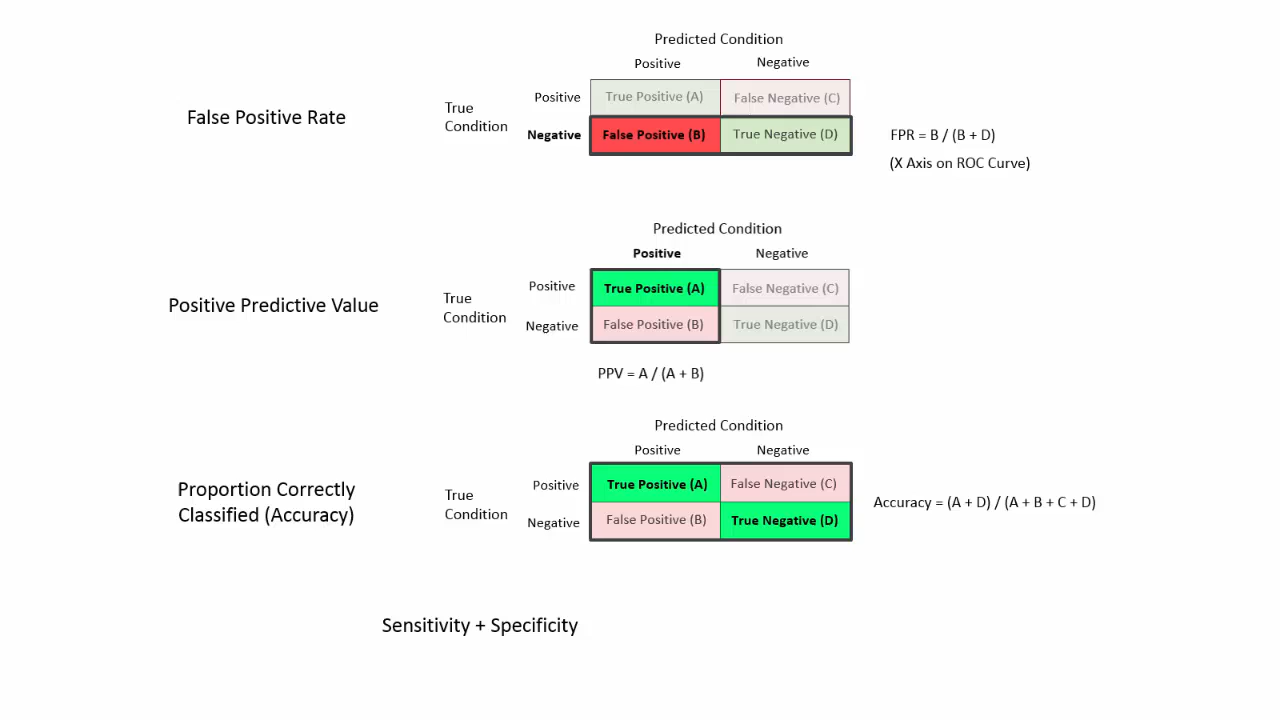 Predicted Condition
Positive Negative
False Positive Rate
True
Condition
Positive True Positive (A) False Negative (C)
Negative False Positive (B) True Negative (D)
FPR = B / (B + D)
(X Axis on ROC Curve)
Predicted Condition
Positive Negative
Positive Predictive Value
True
Condition
Positive True Positive (A) False Negative (C)
Negative False Positive (B) True Negative (D)
PPV = A / (A + B)
Predicted Condition
Positive Negative
Proportion Correctly
Classified (Accuracy)
True
Condition
Positive True Positive (A) False Negative (C)
Negative False Positive (B) True Negative (D)
Accuracy = (A + D) / (A + B + C + D)
Sensitivity + Specificity